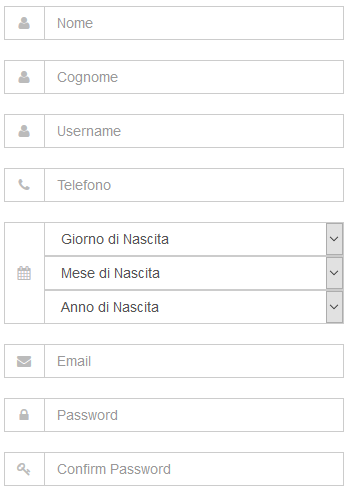 Nome
Cognome
Username
Telefono
Giorno di Nascita
Mese di Nascita
Anno di Nascita
Email
Password
Confirm Password